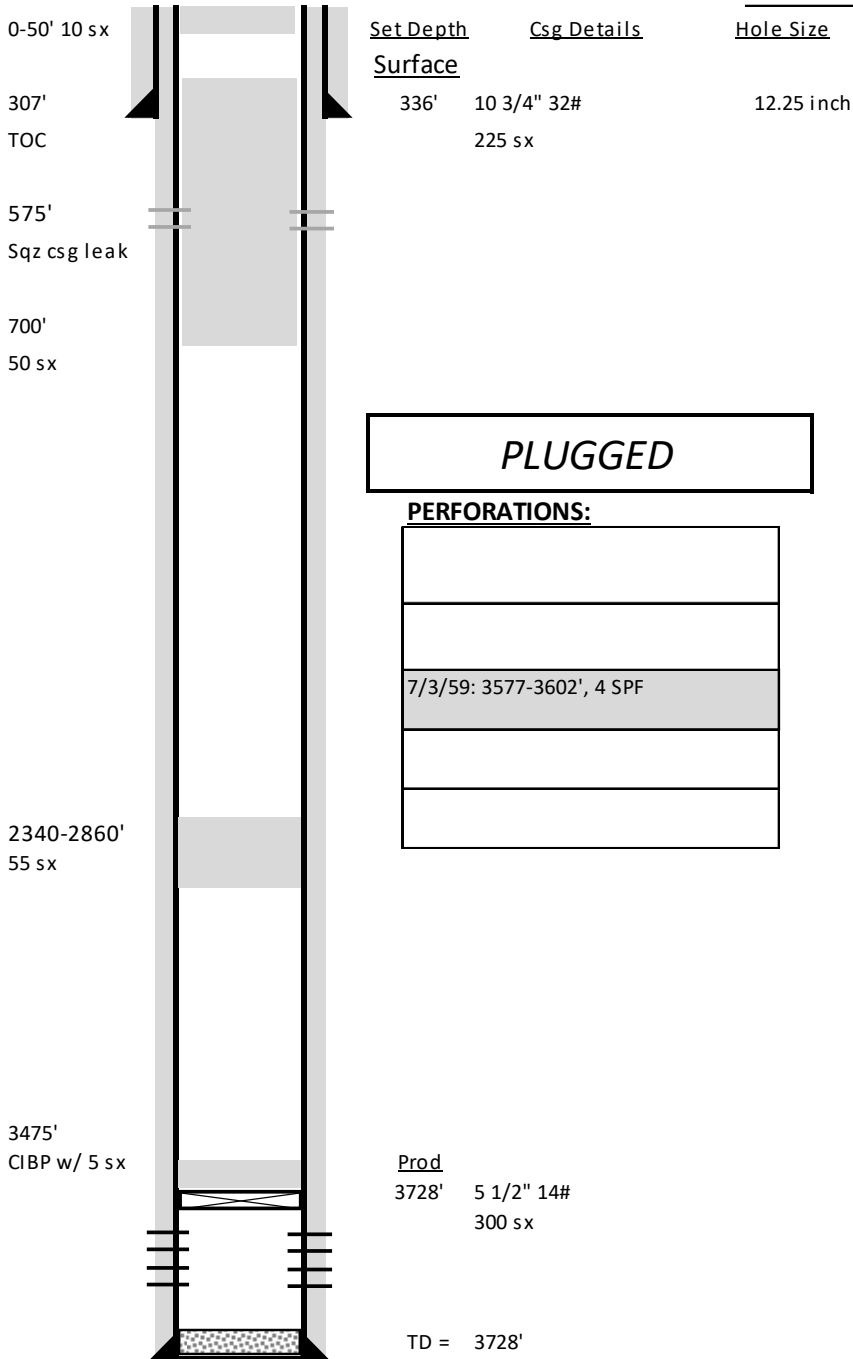 0-50' 10 sx
Set Depth Csg Details Hole Size
Surface
307'
336' 10 3/4" 32# 12.25 inch
TOC
225 sx
575'
Sqz csg leak
700'
50 sx
PLUGGED
PERFORATIONS:
7/3/59: 3577-3602', 4 SPF
2340-2860'
55 sx
3475'
CIBP w/ 5 sx
Prod
3728' 5 1/2" 14#
300 sx
TD = 3728'